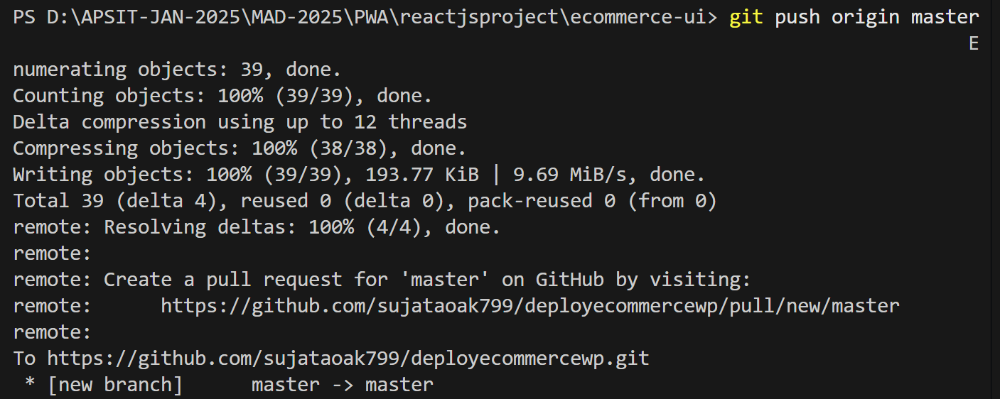 PS D:\APSIT-JAN-2025\MAD-2025\PWA\reactjsproject\ecommerce-ui> git push origin master
E
numerating objects: 39, done.
Counting objects: 100% (39/39), done.
Delta compression using up to 12 threads
Compressing objects: 100% (38/38), done.
Writing objects: 100% (39/39), 193.77 KiB | 9.69 MiB/s, done.
Total 39 (delta 4), reused 0 (delta 0), pack-reused 0 (from 0)
remote: Resolving deltas: 100% (4/4), done.
remote:
remote: Create a pull request for 'master' on GitHub by visiting:
remote:      https://github.com/sujataoak799/deployecommercewp/pull/new/master
remote:
To https://github.com/sujataoak799/deployecommercewp.git
 * [new branch]      master -> master